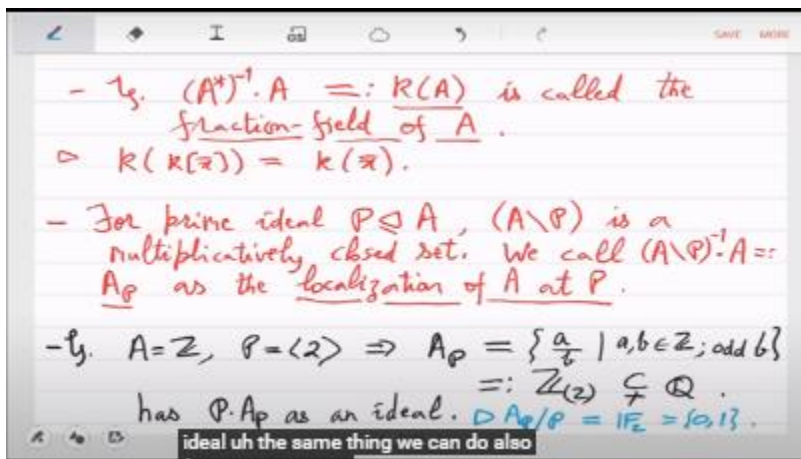 SAVE MORE
- Eg. (A*)⁻¹·A =: k(A) is called the
fraction-field of A.
▷ k(k[x̄]) = k(x̄).
- For prime ideal P⊴A, (A\P) is a
multiplicatively closed set. We call (A\P)⁻¹·A =:
A_P as the localization of A at P.
- Eg. A=ℤ, P=⟨2⟩ ⇒ A_P = {a/b | a,b∈ℤ; odd b}
=: ℤ_(2) ⊊ ℚ.
has P·A_P as an ideal. ▷ A_P/P = 𝔽₂ = {0,1}.
ideal uh the same thing we can do also